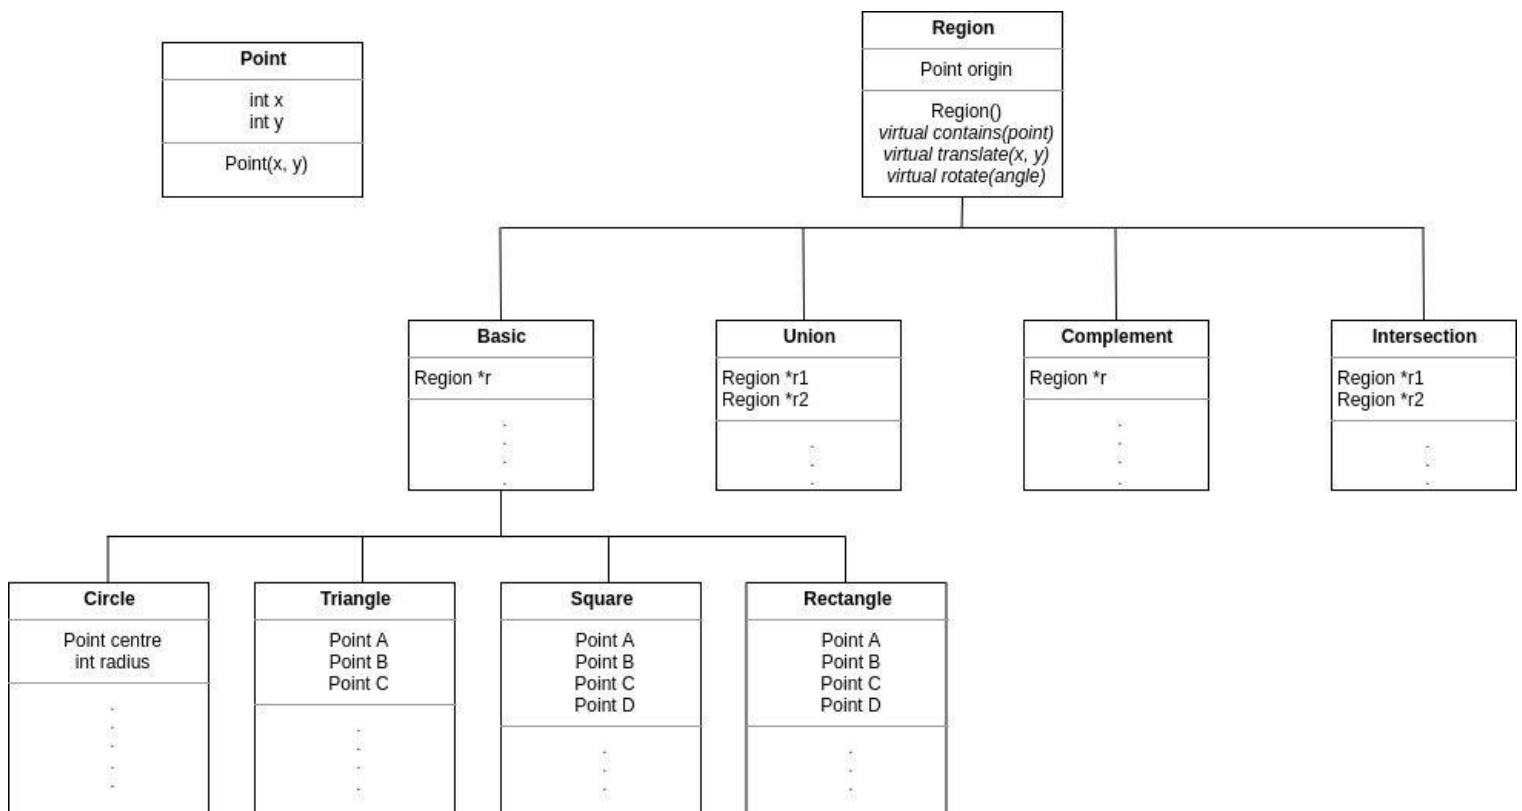 Point
int x
int y
Point(x, y)
Region
Point origin
Region()
virtual contains(point)
virtual translate(x, y)
virtual rotate(angle)
Basic
Region *r
.
.
.
.
Union
Region *r1
Region *r2
.
.
.
Complement
Region *r
.
.
.
.
Intersection
Region *r1
Region *r2
.
.
.
Circle
Point centre
int radius
.
.
.
.
.
Triangle
Point A
Point B
Point C
.
.
.
.
Square
Point A
Point B
Point C
Point D
.
.
.
Rectangle
Point A
Point B
Point C
Point D
.
.
.